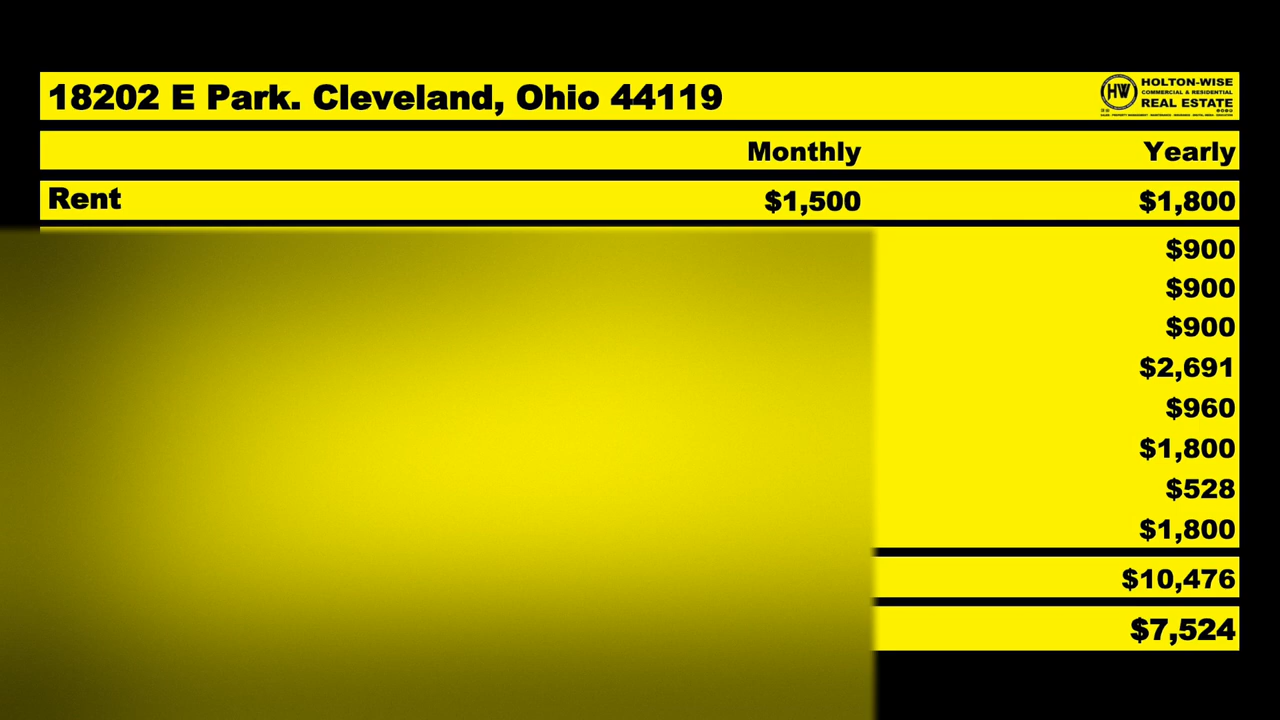 18202 E Park. Cleveland, Ohio 44119
HW
HOLTON-WISE
COMMERCIAL & RESIDENTIAL
REAL ESTATE
Monthly Yearly
Rent $1,500 $1,800
$900
$900
$900
$2,691
$960
$1,800
$528
$1,800
$10,476
$7,524